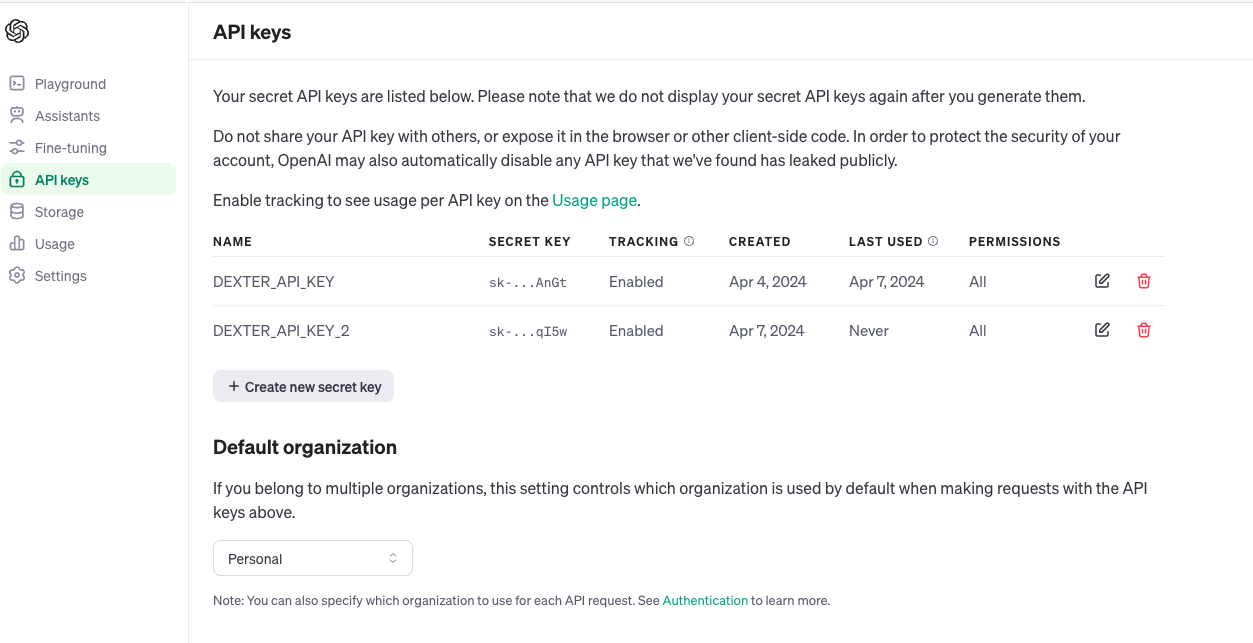 API keys
Playground
Assistants
Fine-tuning
API keys
Storage
Usage
Settings
Your secret API keys are listed below. Please note that we do not display your secret API keys again after you generate them.
Do not share your API key with others, or expose it in the browser or other client-side code. In order to protect the security of your
account, OpenAI may also automatically disable any API key that we've found has leaked publicly.
Enable tracking to see usage per API key on the Usage page.
NAME SECRET KEY TRACKING CREATED LAST USED PERMISSIONS
DEXTER_API_KEY sk-...AnGt Enabled Apr 4, 2024 Apr 7, 2024 All
DEXTER_API_KEY_2 sk-...qI5w Enabled Apr 7, 2024 Never All
+ Create new secret key
Default organization
If you belong to multiple organizations, this setting controls which organization is used by default when making requests with the API
keys above.
Personal
Note: You can also specify which organization to use for each API request. See Authentication to learn more.